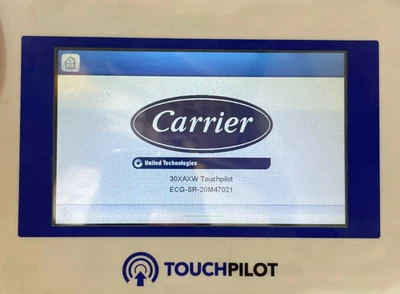 Carrier
United Technologies
30XAXW Touchpilot
ECG-SR-20M47021
TOUCHPILOT